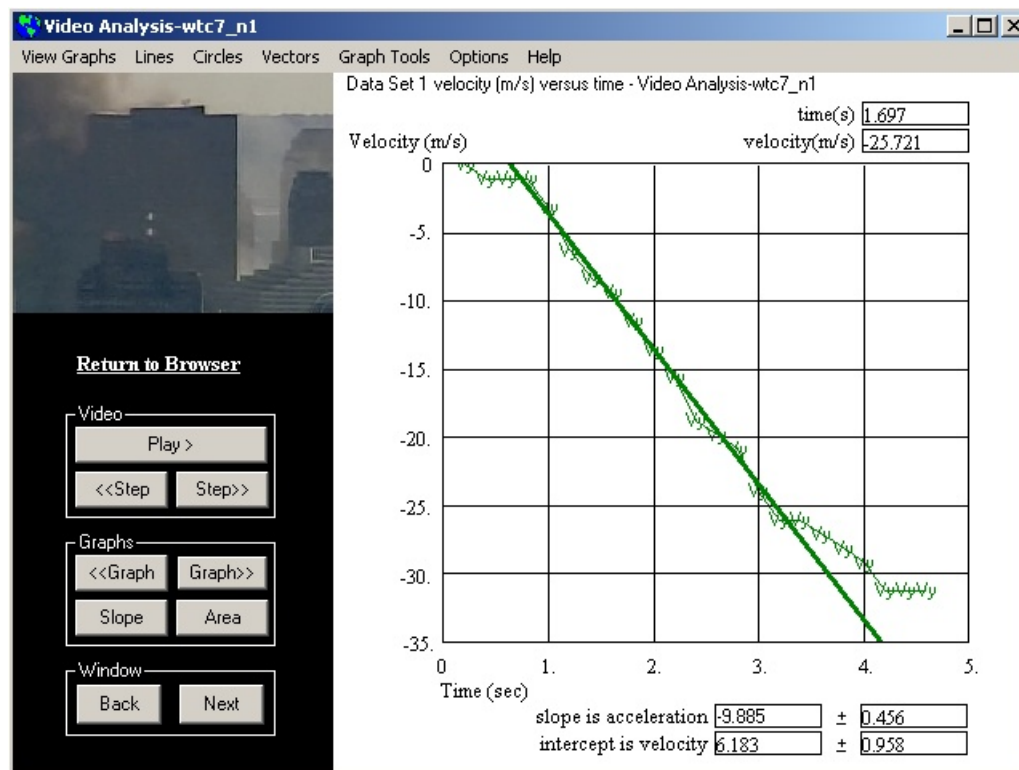 Video Analysis-wtc7_n1
View Graphs Lines Circles Vectors Graph Tools Options Help
Data Set 1 velocity (m/s) versus time - Video Analysis-wtc7_n1
time(s) 1.697
Velocity (m/s) velocity(m/s) -25.721
0
-5.
-10.
-15.
-20.
-25.
-30.
-35.
0 1. 2. 3. 4. 5.
Time (sec)
slope is acceleration -9.885 ± 0.456
intercept is velocity 6.183 ± 0.958
Return to Browser
Video
Play >
<<Step Step>>
Graphs
<<Graph Graph>>
Slope Area
Window
Back Next